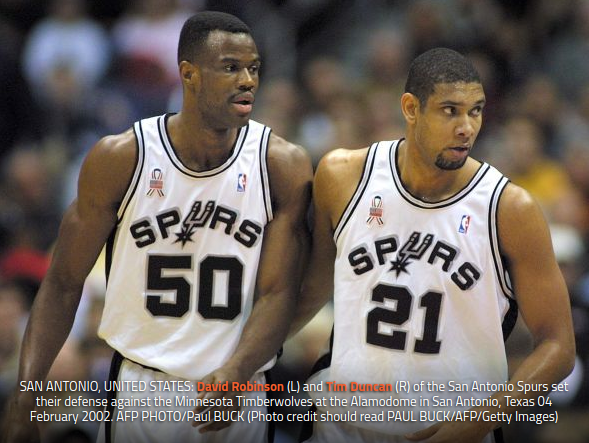 SPURS
50
SPURS
21
SAN ANTONIO, UNITED STATES: David Robinson (L) and Tim Duncan (R) of the San Antonio Spurs set
their defense against the Minnesota Timberwolves at the Alamodome in San Antonio, Texas 04
February 2002. AFP PHOTO/Paul BUCK (Photo credit should read PAUL BUCK/AFP/Getty Images)